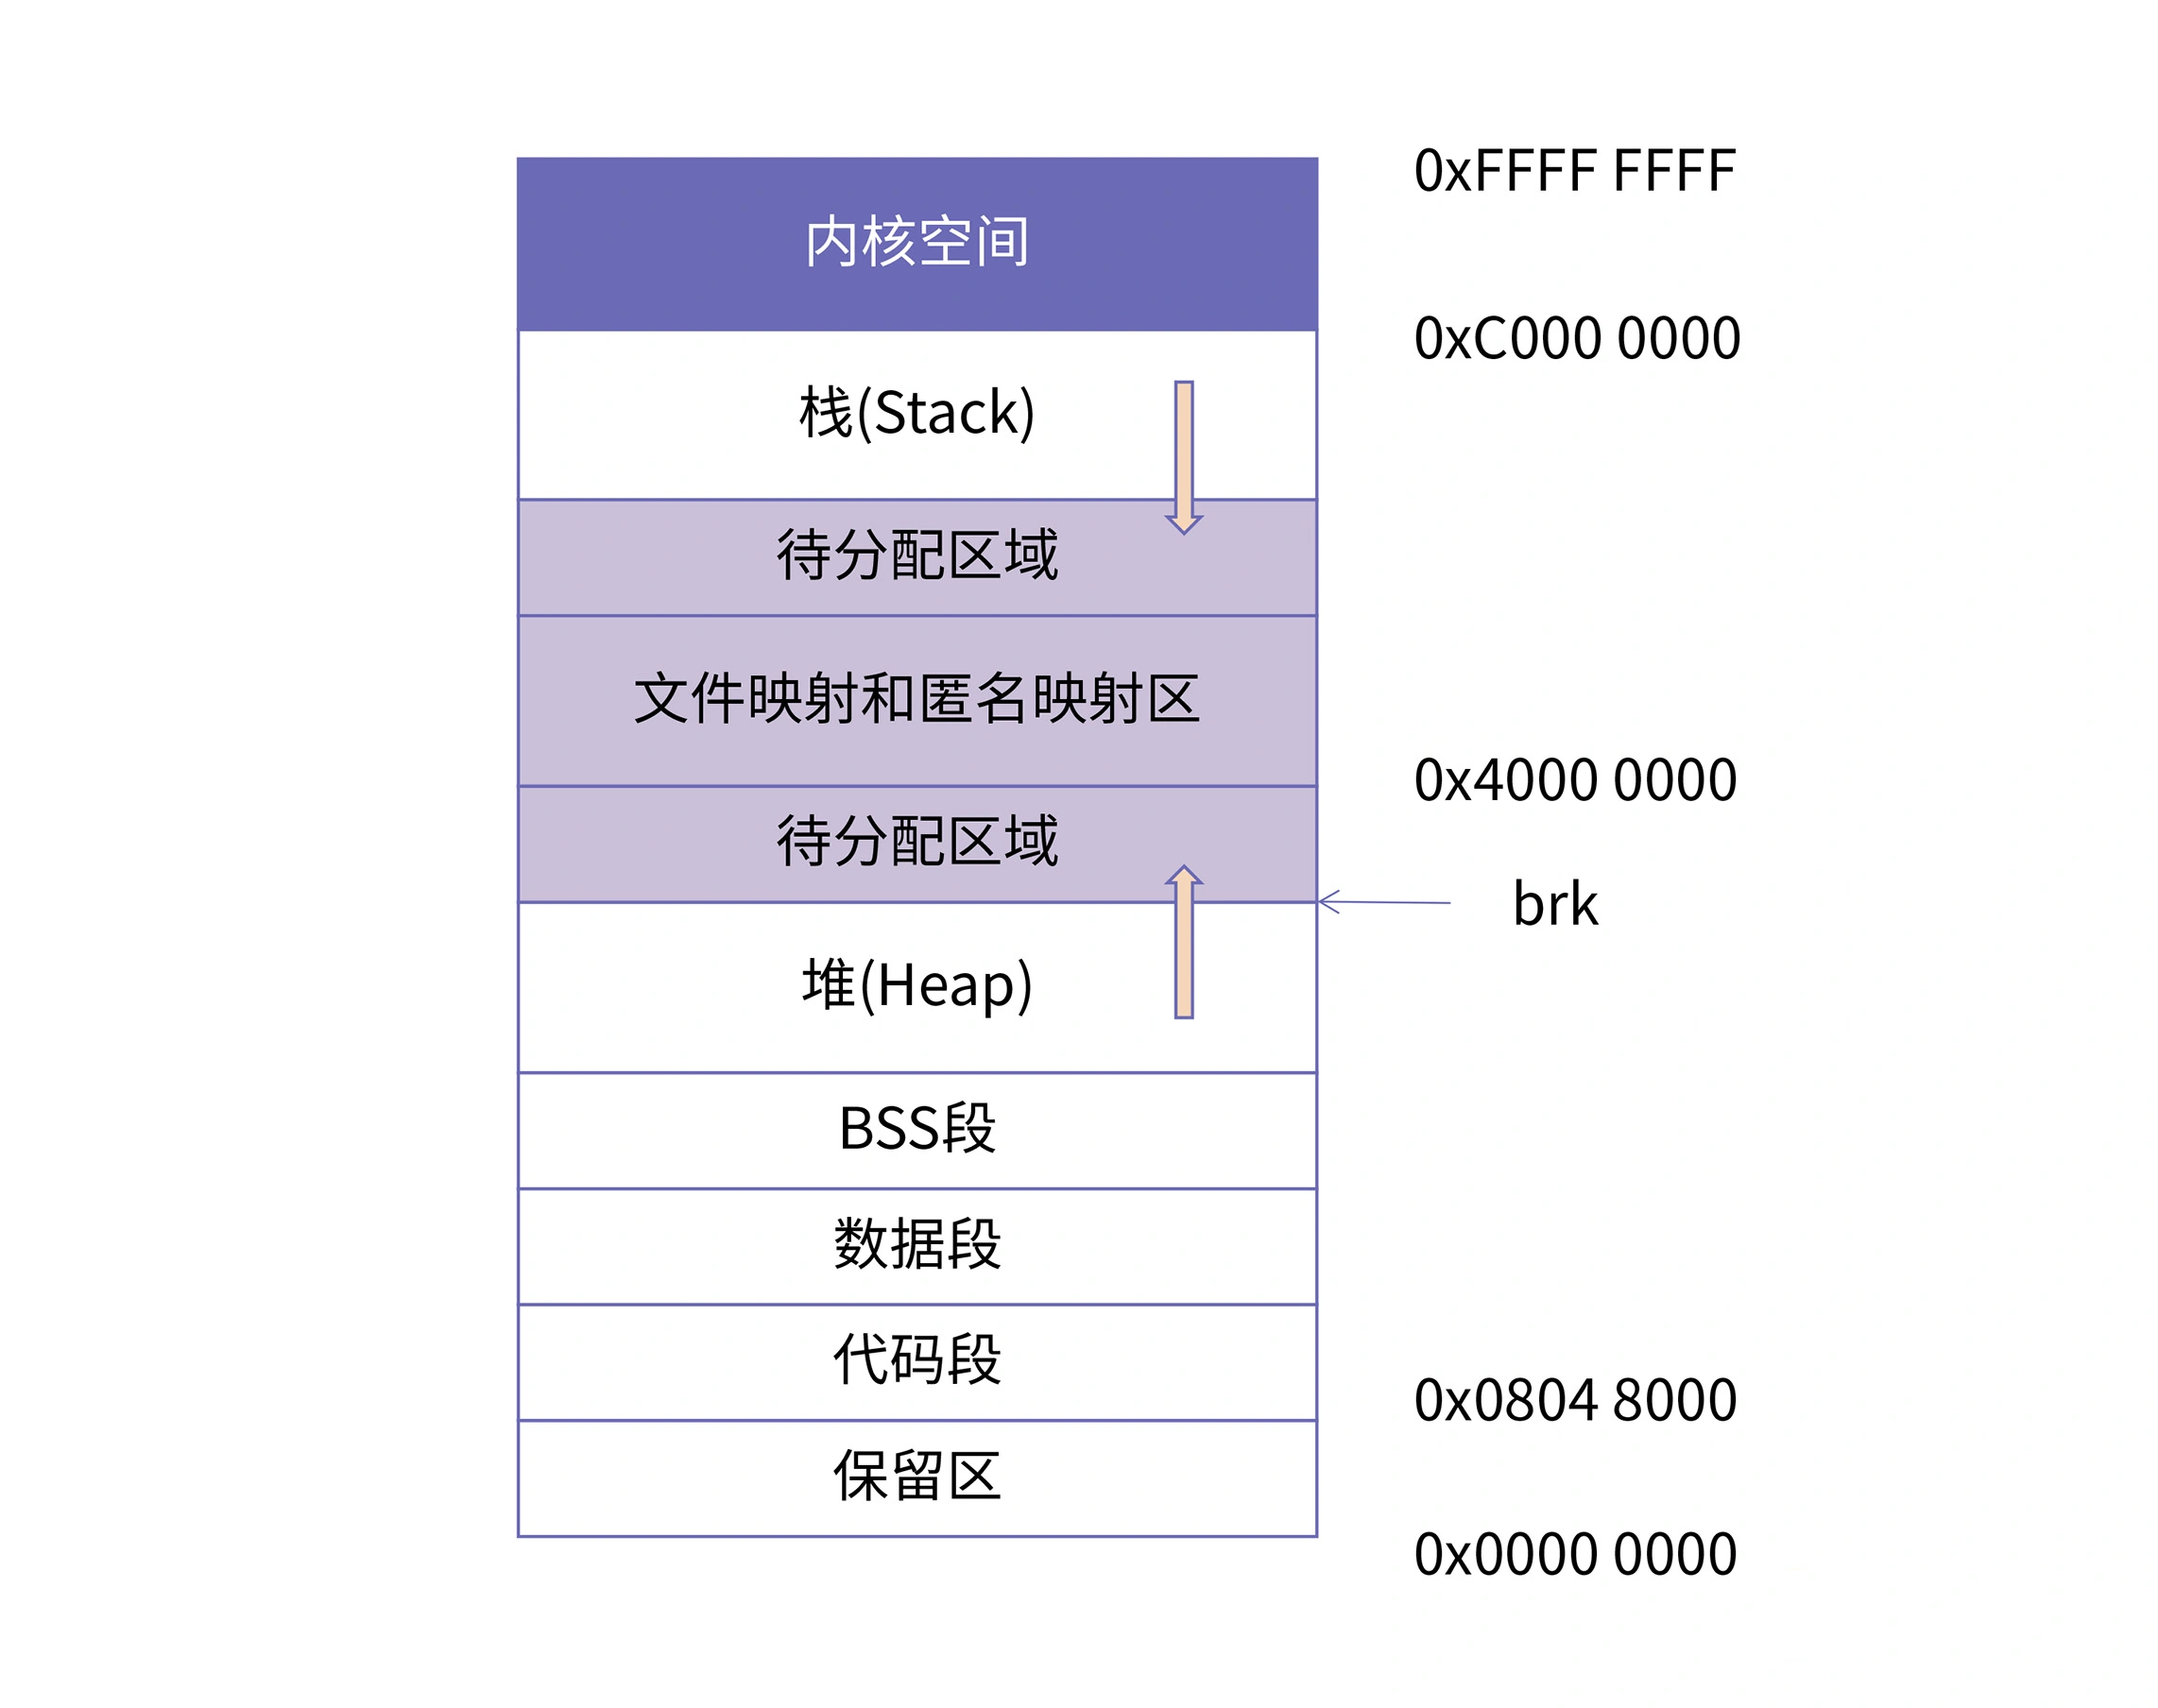 0xFFFF FFFF
内核空间
0xC000 0000
栈(Stack)
待分配区域
文件映射和匿名映射区
0x4000 0000
待分配区域
brk
堆(Heap)
BSS段
数据段
代码段
0x0804 8000
保留区
0x0000 0000